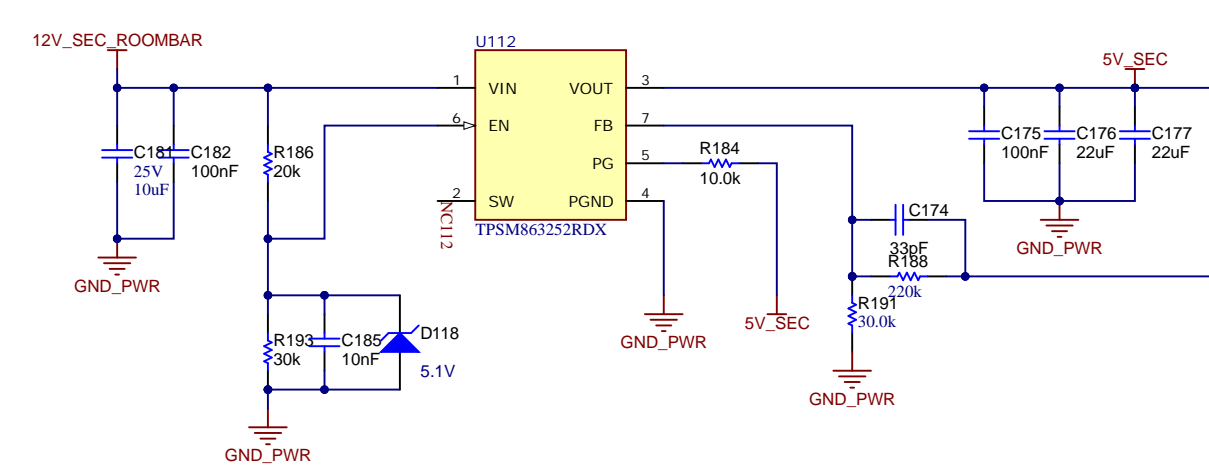 12V_SEC_ROOMBAR
U112
5V_SEC
1
VIN
VOUT
3
6
EN
FB
7
C181
25V
10uF
C182
100nF
R186
20k
PG
5
R184
10.0k
C175
100nF
C176
22uF
C177
22uF
2
SW
PGND
4
NC112
TPSM863252RDX
C174
33pF
GND_PWR
GND_PWR
R188
220k
R191
30.0k
5V_SEC
GND_PWR
R193
30k
C185
10nF
D118
5.1V
GND_PWR
GND_PWR